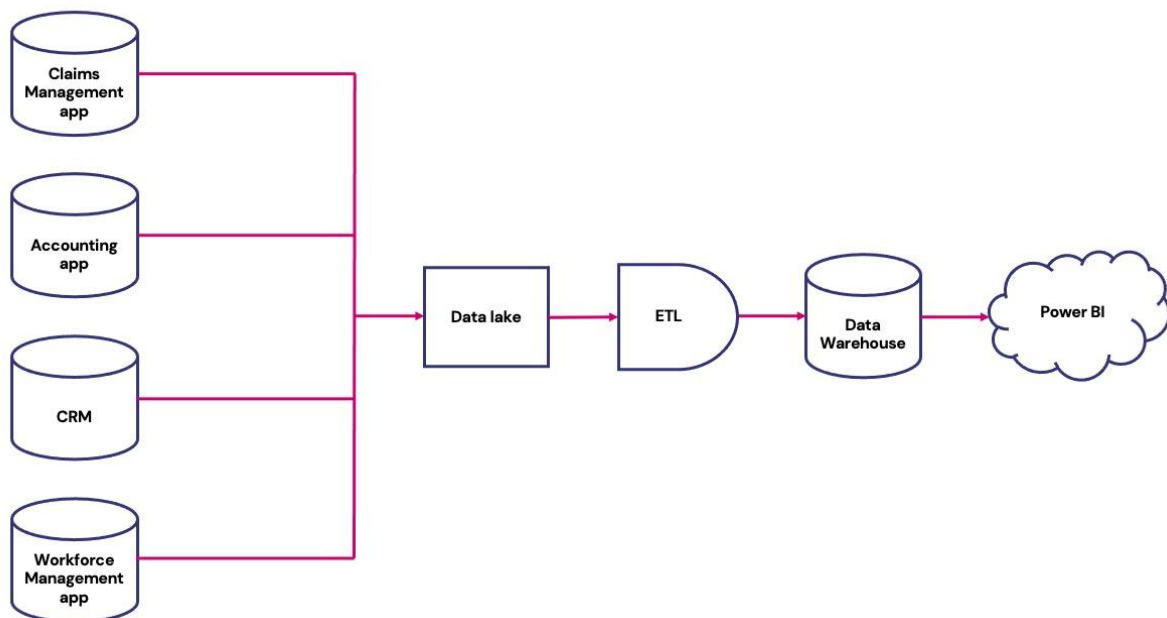 Claims
Management
app
Accounting
app
CRM
Workforce
Management
app
Data lake
ETL
Data
Warehouse
Power BI